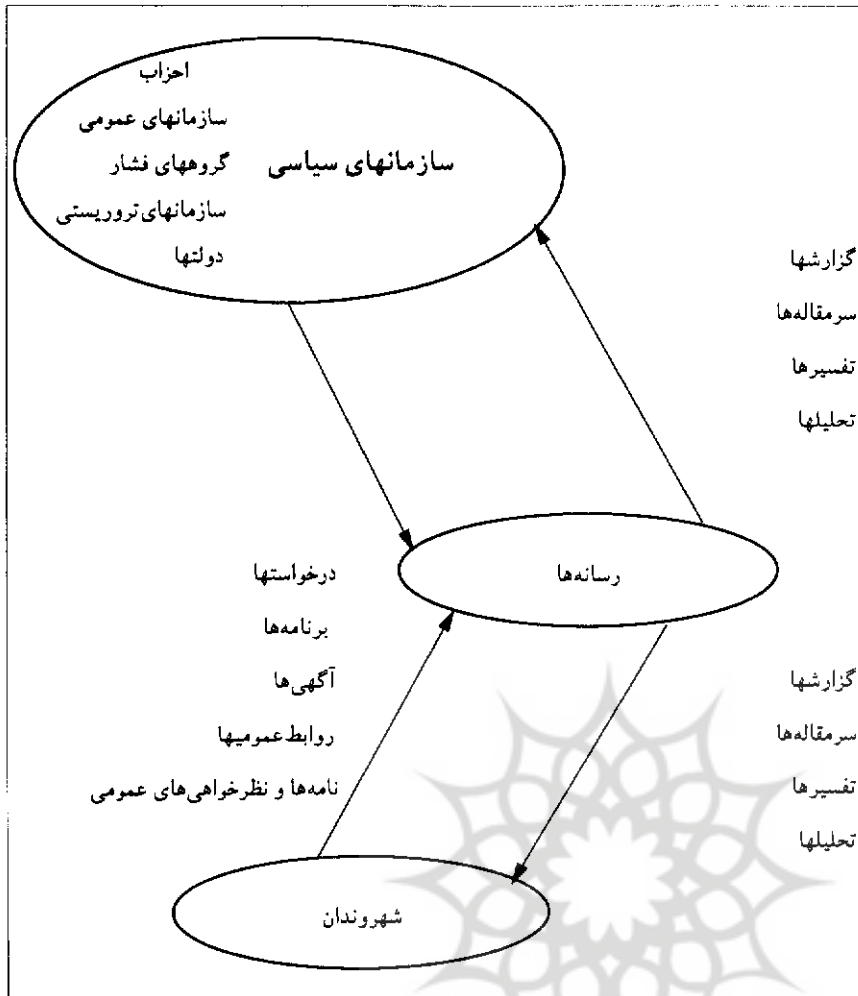 احزاب
سازمانهای عمومی
سازمانهای سیاسی
گروههای فشار
سازمانهای تروریستی
دولتها
گزارشها
سرمقاله‌ها
تفسیرها
تحلیلها
رسانه‌ها
درخواستها
برنامه‌ها
آگهی‌ها
روابط‌عمومیها
نامه‌ها و نظرخواهی‌های عمومی
گزارشها
سرمقاله‌ها
تفسیرها
تحلیلها
شهروندان